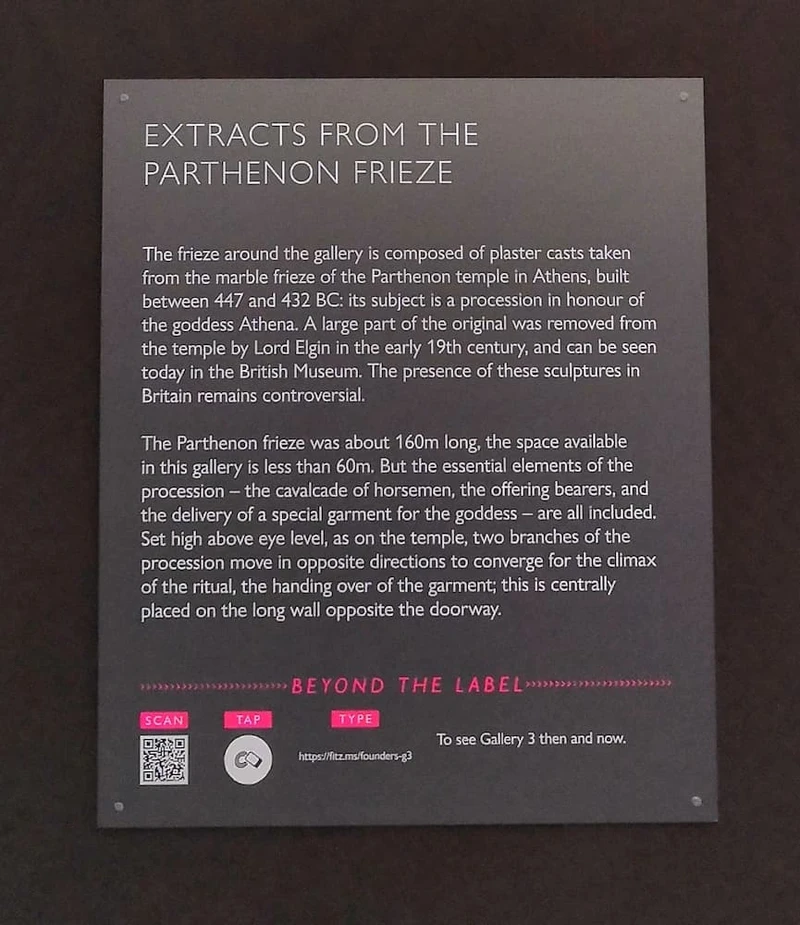 EXTRACTS FROM THE
PARTHENON FRIEZE
The frieze around the gallery is composed of plaster casts taken
from the marble frieze of the Parthenon temple in Athens, built
between 447 and 432 BC: its subject is a procession in honour of
the goddess Athena. A large part of the original was removed from
the temple by Lord Elgin in the early 19th century, and can be seen
today in the British Museum. The presence of these sculptures in
Britain remains controversial.
The Parthenon frieze was about 160m long, the space available
in this gallery is less than 60m. But the essential elements of the
procession – the cavalcade of horsemen, the offering bearers, and
the delivery of a special garment for the goddess – are all included.
Set high above eye level, as on the temple, two branches of the
procession move in opposite directions to converge for the climax
of the ritual, the handing over of the garment; this is centrally
placed on the long wall opposite the doorway.
BEYOND THE LABEL
SCAN TAP TYPE
https://fitz.ms/founders-g3
To see Gallery 3 then and now.